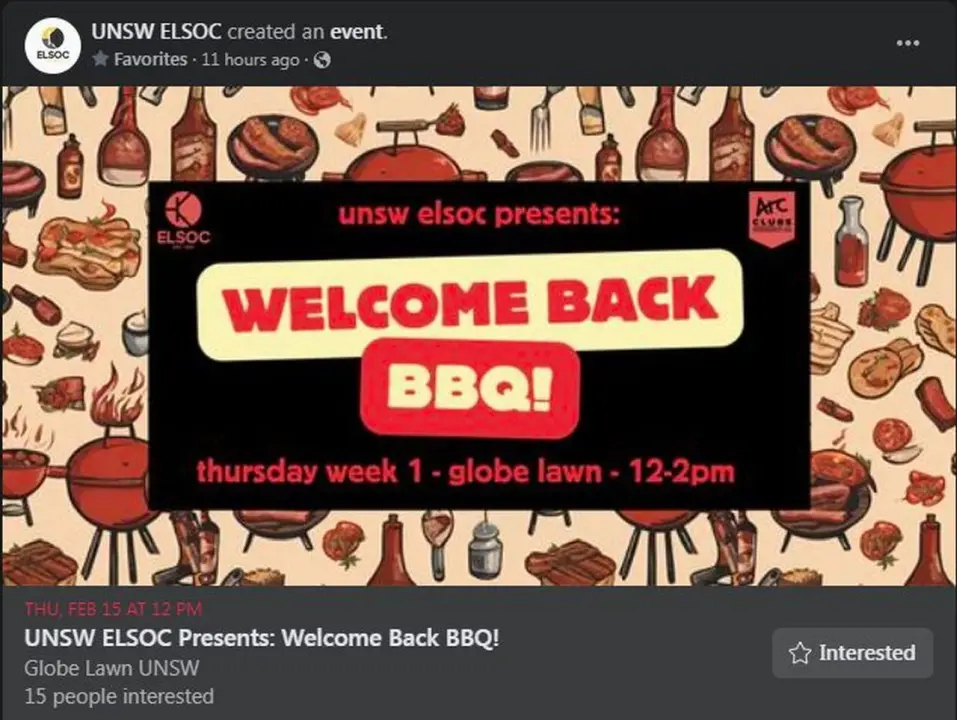 UNSW ELSOC created an event.
ELSOC
Favorites · 11 hours ago ·
ELSOC
unsw elsoc presents:
ARC
CLUBS
WELCOME BACK
BBQ!
thursday week 1 - globe lawn - 12-2pm
THU, FEB 15 AT 12 PM
UNSW ELSOC Presents: Welcome Back BBQ!
Globe Lawn UNSW
15 people interested
Interested